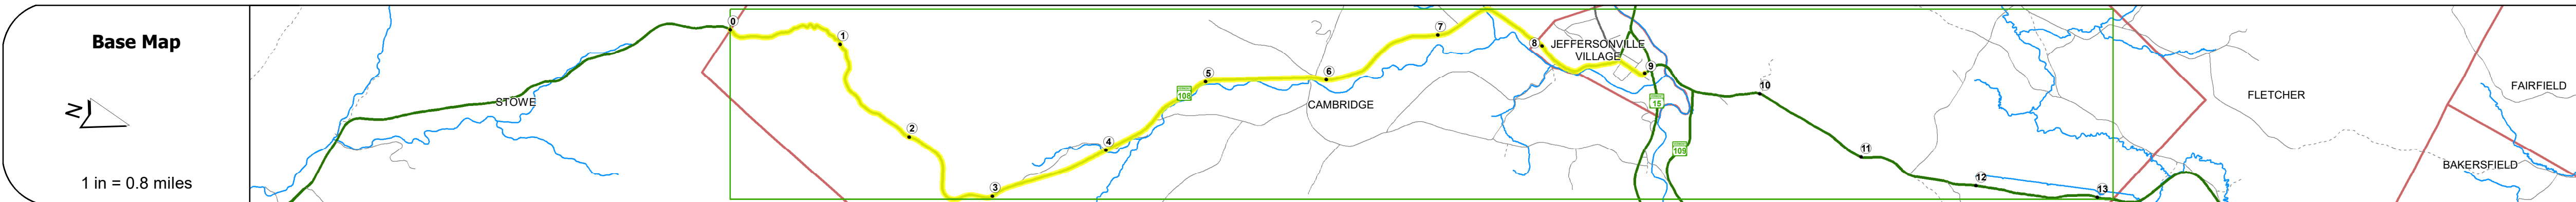 Base Map
N
1 in = 0.8 miles
STOWE
0
1
2
3
4
108
5
CAMBRIDGE
6
7
8
JEFFERSONVILLE
VILLAGE
9
15
109
10
11
12
13
FLETCHER
FAIRFIELD
BAKERSFIELD